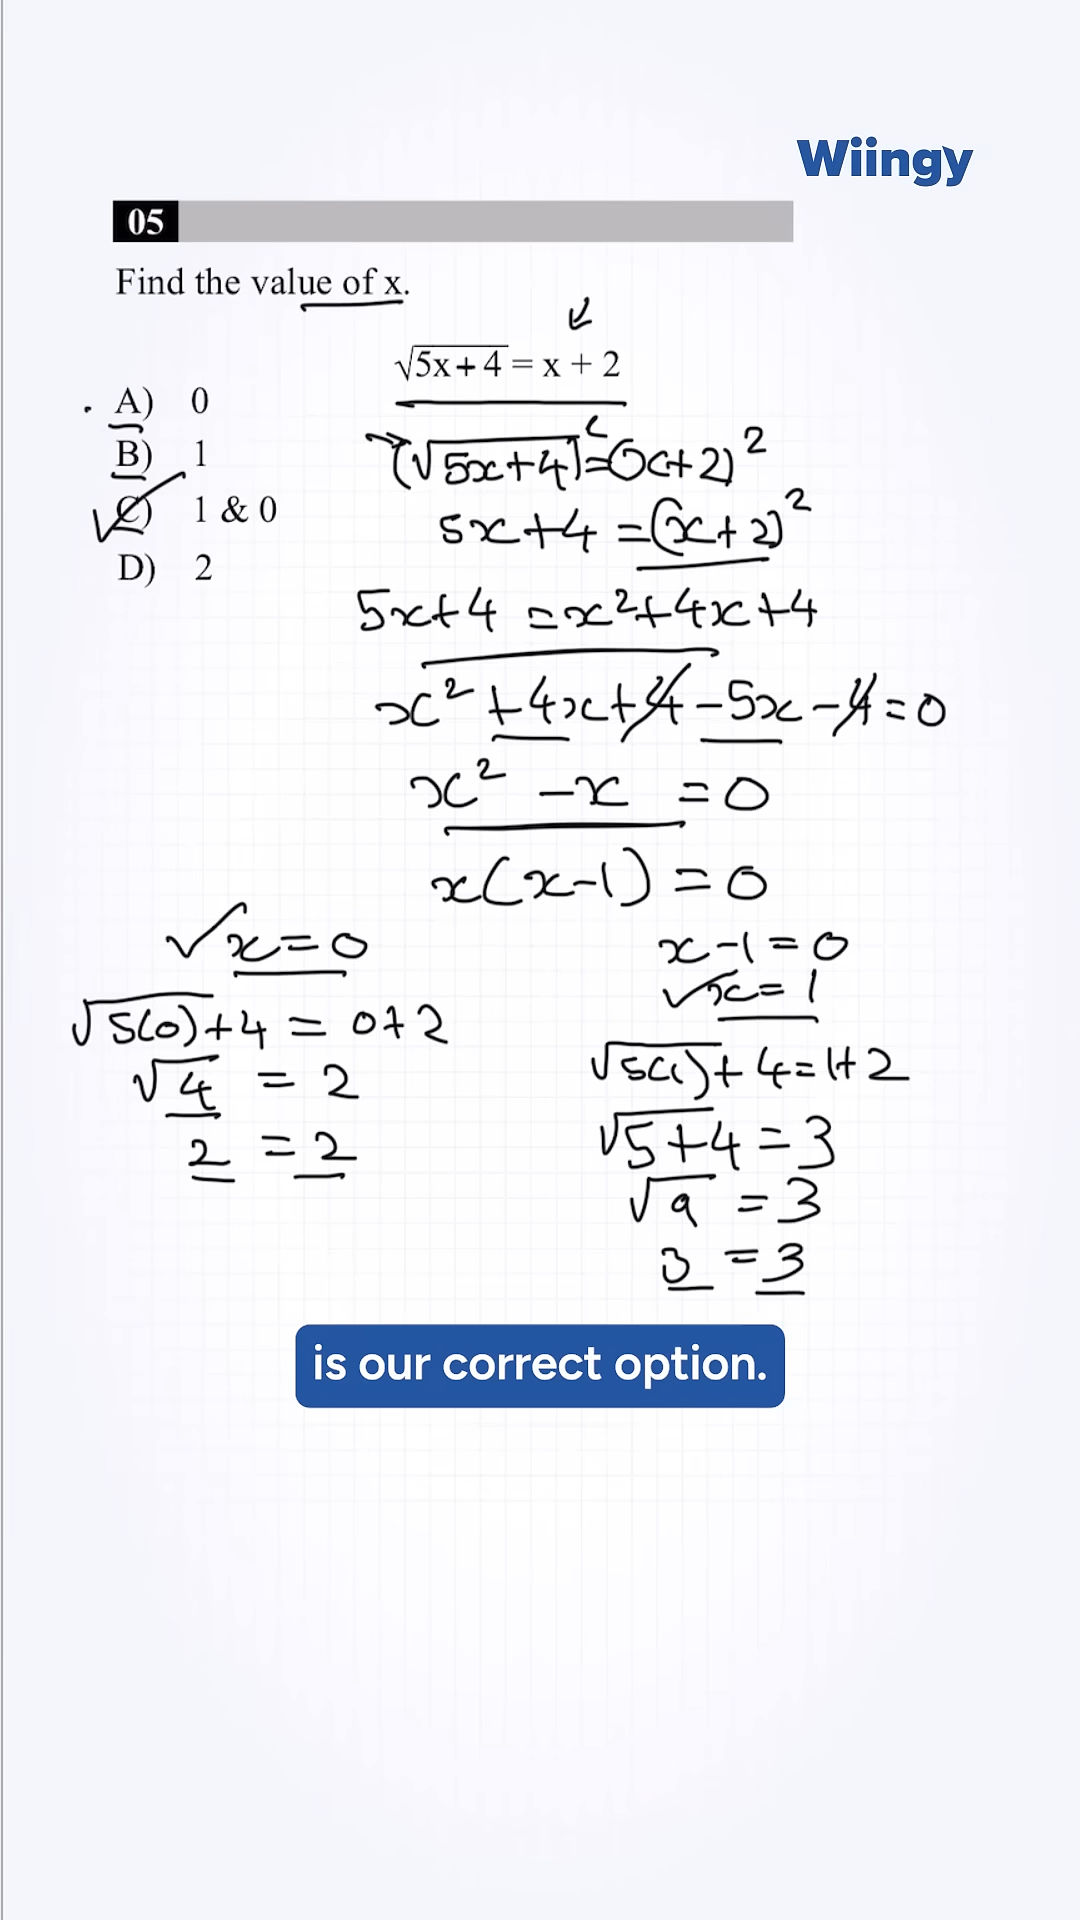 Wiingy
05
Find the value of x.
√5x+4 = x + 2
A) 0
B) 1
C) 1 & 0
D) 2
(√5x+4)²=(x+2)²
5x+4 =(x+2)²
5x+4 =x²+4x+4
x²+4x+4-5x-4=0
x² -x =0
x(x-1)=0
x=0
√5(0)+4 = 0+2
√4 = 2
2 = 2
x-1=0
x=1
√5(1)+4=1+2
√5+4=3
√9 =3
3 =3
is our correct option.